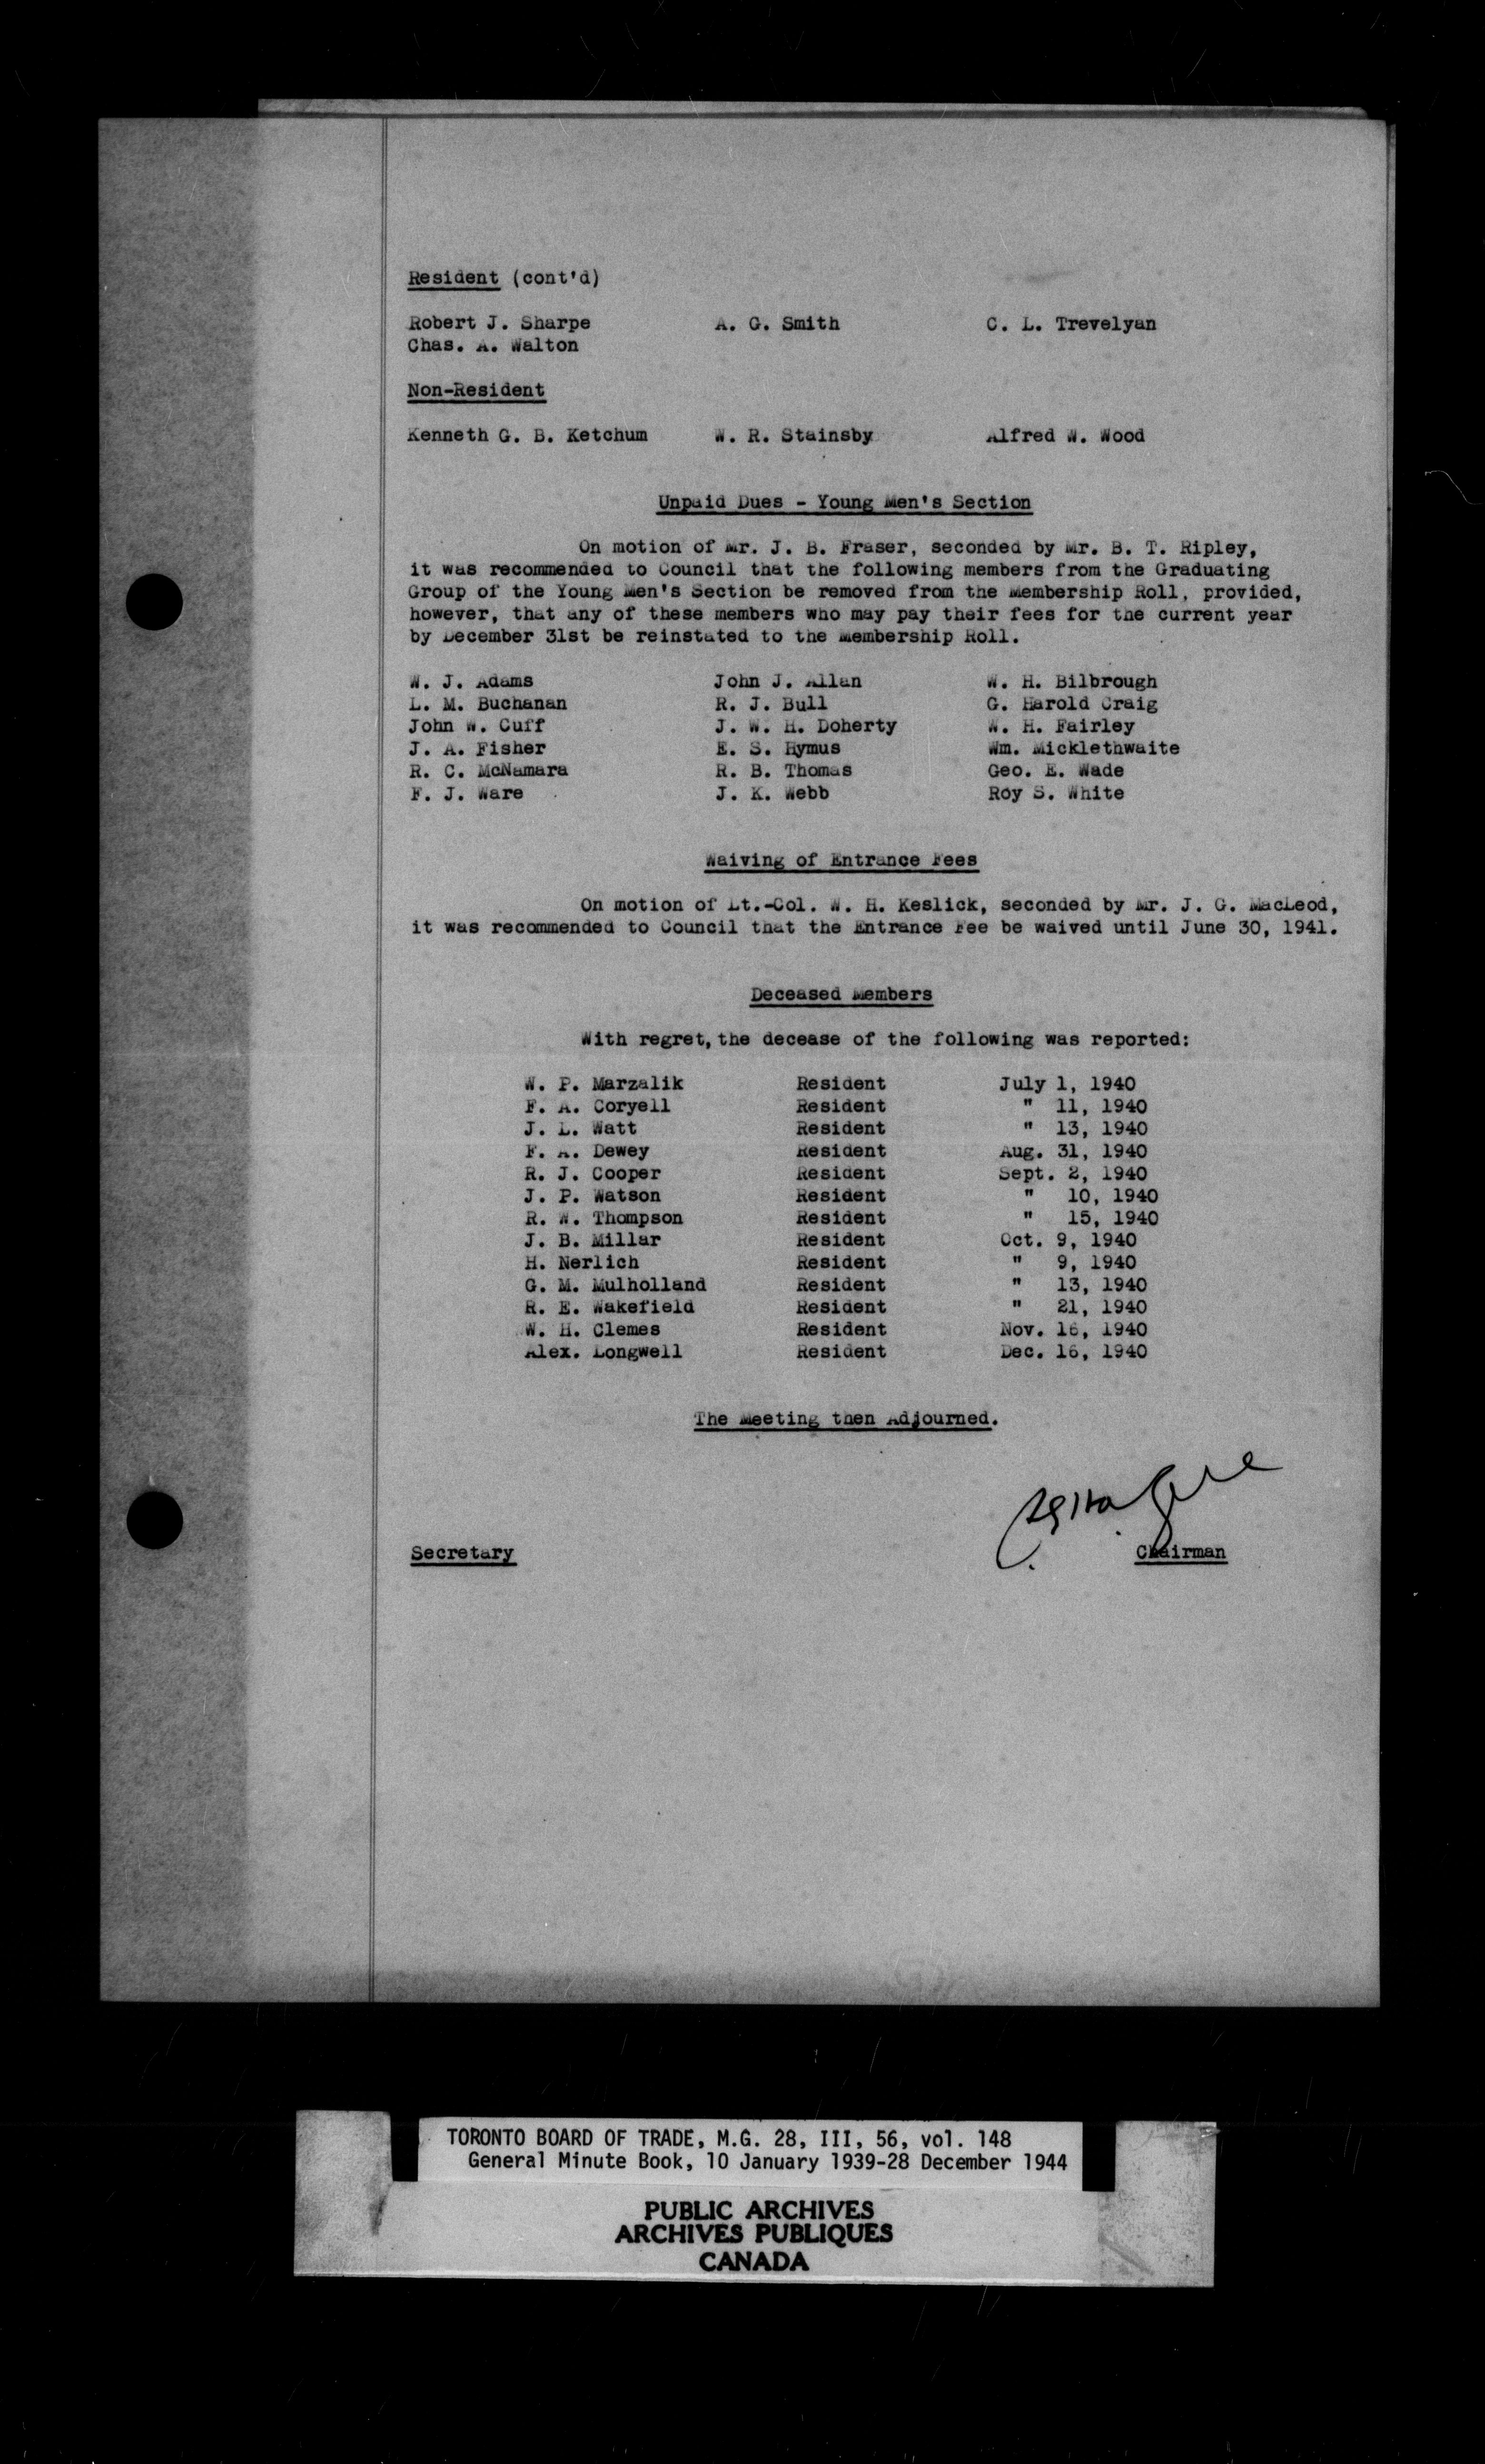 Resident (cont'd)
Robert J. Sharpe A. G. Smith C. L. Trevelyan
Chas. A. Walton
Non-Resident
Kenneth G. B. Ketchum W. R. Stainsby Alfred W. Wood
Unpaid Dues - Young Men's Section
On motion of Mr. J. B. Fraser, seconded by Mr. B. T. Ripley,
it was recommended to Council that the following members from the Graduating
Group of the Young Men's Section be removed from the Membership Roll, provided,
however, that any of these members who may pay their fees for the current year
by December 31st be reinstated to the Membership Roll.
W. J. Adams John J. Allan W. H. Bilbrough
L. M. Buchanan R. J. Bull G. Harold Craig
John W. Cuff J. W. H. Doherty W. H. Fairley
J. A. Fisher E. S. Hymus Wm. Micklethwaite
R. C. McNamara R. B. Thomas Geo. E. Wade
F. J. Ware J. K. Webb Roy S. White
Waiving of Entrance Fees
On motion of Lt.-Col. W. H. Keslick, seconded by Mr. J. G. MacLeod,
it was recommended to Council that the Entrance Fee be waived until June 30, 1941.
Deceased Members
With regret, the decease of the following was reported:
W. P. Marzalik Resident July 1, 1940
F. A. Coryell Resident " 11, 1940
J. L. Watt Resident " 13, 1940
F. A. Dewey Resident Aug. 31, 1940
R. J. Cooper Resident Sept. 2, 1940
J. P. Watson Resident " 10, 1940
R. W. Thompson Resident " 15, 1940
J. B. Millar Resident Oct. 9, 1940
H. Nerlich Resident " 9, 1940
G. M. Mulholland Resident " 13, 1940
R. E. Wakefield Resident " 21, 1940
W. H. Clemes Resident Nov. 16, 1940
Alex. Longwell Resident Dec. 16, 1940
The Meeting then Adjourned.
Secretary Chairman
TORONTO BOARD OF TRADE, M.G. 28, III, 56, vol. 148
General Minute Book, 10 January 1939-28 December 1944
PUBLIC ARCHIVES
ARCHIVES PUBLIQUES
CANADA